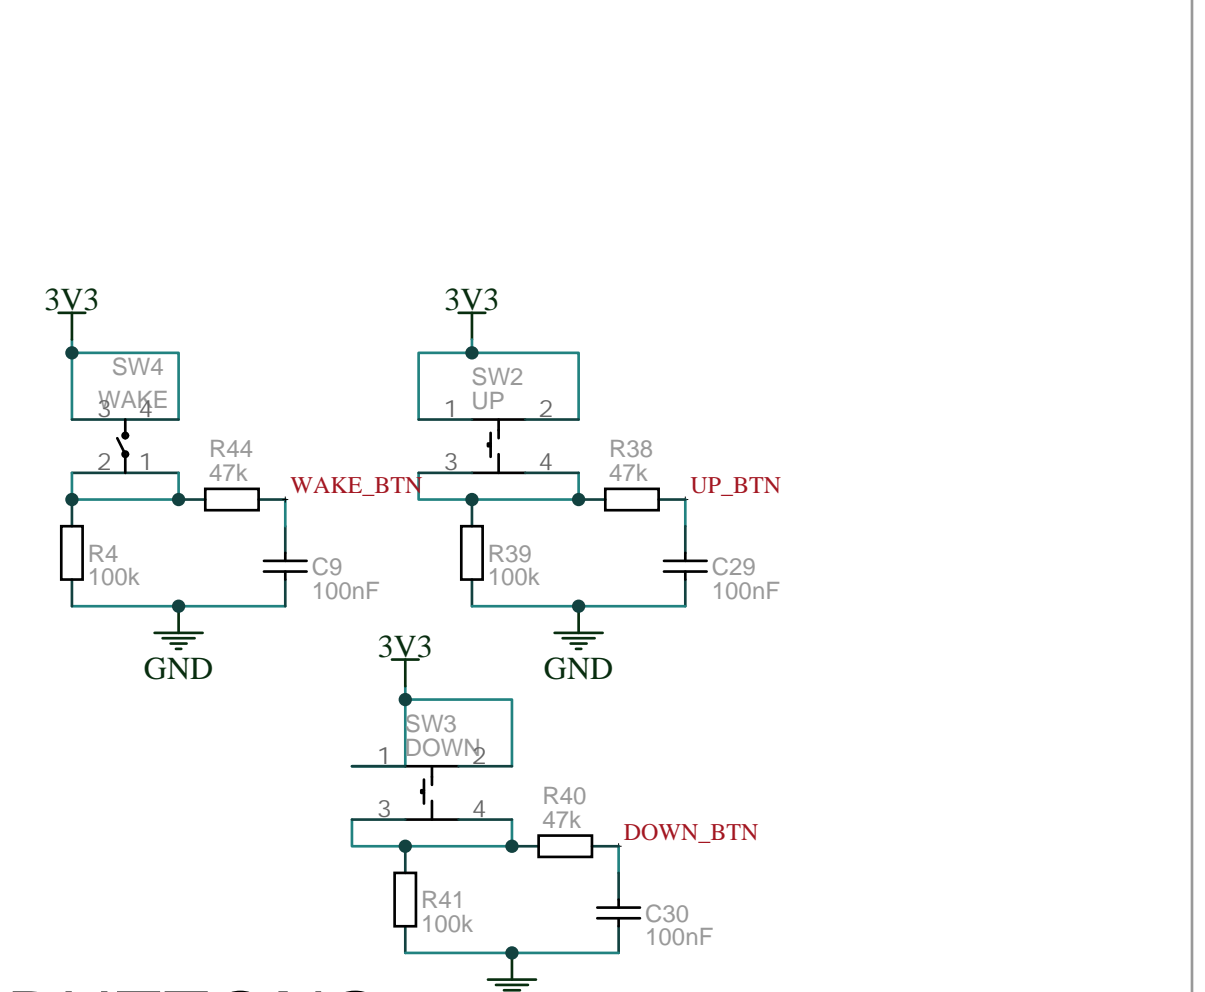 3V3
SW4
WAKE
3 4
2 1
R44
47k
WAKE_BTN
R4
100k
C9
100nF
GND
3V3
SW2
UP
1 2
3 4
R38
47k
UP_BTN
R39
100k
C29
100nF
GND
3V3
SW3
DOWN
1 2
3 4
R40
47k
DOWN_BTN
R41
100k
C30
100nF